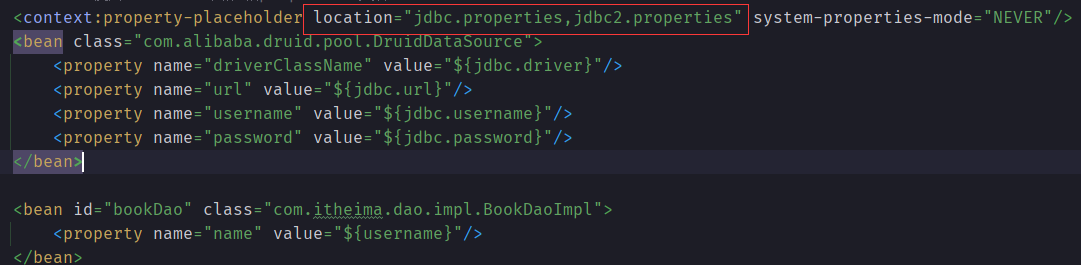 <context:property-placeholder location="jdbc.properties,jdbc2.properties" system-properties-mode="NEVER"/>
<bean class="com.alibaba.druid.pool.DruidDataSource">
    <property name="driverClassName" value="${jdbc.driver}"/>
    <property name="url" value="${jdbc.url}"/>
    <property name="username" value="${jdbc.username}"/>
    <property name="password" value="${jdbc.password}"/>
</bean>
<bean id="bookDao" class="com.itheima.dao.impl.BookDaoImpl">
    <property name="name" value="${username}"/>
</bean>